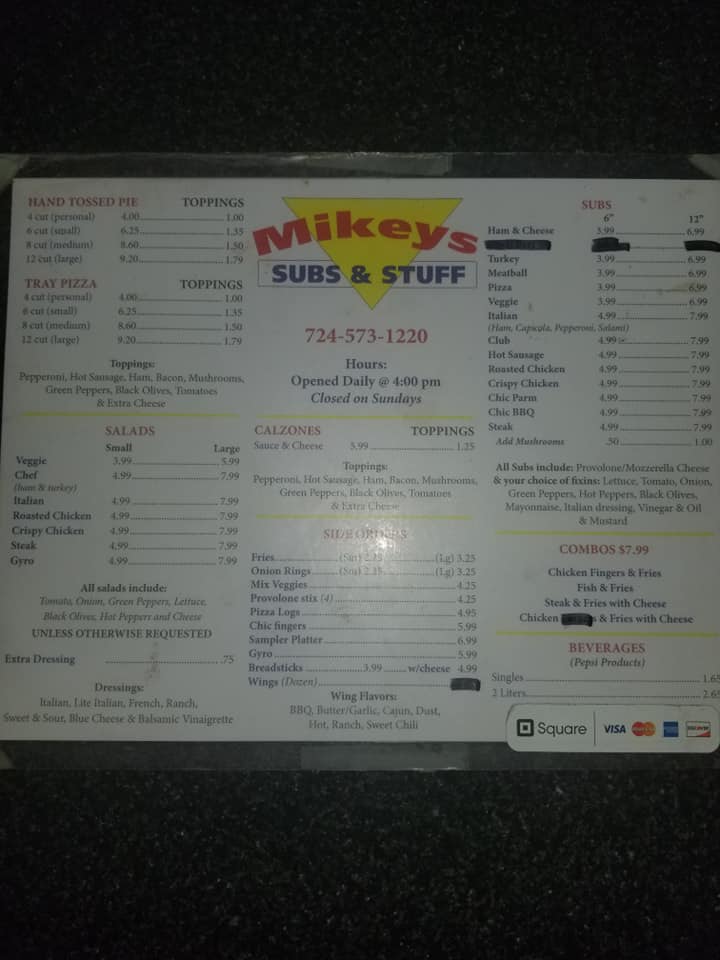 HAND TOSSED PIE TOPPINGS
4 cut (personal) 4.00 1.00
6 cut (small) 6.25 1.35
8 cut (medium) 8.60 1.50
12 cut (large) 9.20 1.79
TRAY PIZZA TOPPINGS
4 cut (personal) 4.00 1.00
6 cut (small) 6.25 1.35
8 cut (medium) 8.60 1.50
12 cut (large) 9.20 1.79
Toppings:
Pepperoni, Hot Sausage, Ham, Bacon, Mushrooms,
Green Peppers, Black Olives, Tomatoes
& Extra Cheese
SALADS
Small Large
Veggie 3.99 5.99
Chef 4.99 7.99
(ham & turkey)
Italian 4.99 7.99
Roasted Chicken 4.99 7.99
Crispy Chicken 4.99 7.99
Steak 4.99 7.99
Gyro 4.99 7.99
All salads include:
Tomato, Onion, Green Peppers, Lettuce,
Black Olives, Hot Peppers and Cheese
UNLESS OTHERWISE REQUESTED
Extra Dressing .75
Dressings:
Italian, Lite Italian, French, Ranch,
Sweet & Sour, Blue Cheese & Balsamic Vinaigrette
Mikeys
SUBS & STUFF
724-573-1220
Hours:
Opened Daily @ 4:00 pm
Closed on Sundays
CALZONES TOPPINGS
Sauce & Cheese 5.99 1.25
Toppings:
Pepperoni, Hot Sausage, Ham, Bacon, Mushrooms,
Green Peppers, Black Olives, Tomatoes
& Extra Cheese
SIDE ORDERS
Fries (Sm) 2.25 (Lg) 3.25
Onion Rings (Sm) 2.25 (Lg) 3.25
Mix Veggies 4.25
Provolone stix (4) 4.25
Pizza Logs 4.95
Chic fingers 5.99
Sampler Platter 6.99
Gyro 5.99
Breadsticks 3.99 w/cheese 4.99
Wings (Dozen)
Wing Flavors:
BBQ, Butter/Garlic, Cajun, Dust,
Hot, Ranch, Sweet Chili
SUBS
6" 12"
Ham & Cheese 3.99 6.99
Turkey 3.99 6.99
Meatball 3.99 6.99
Pizza 3.99 6.99
Veggie 3.99 6.99
Italian 4.99 7.99
(Ham, Capicola, Pepperoni, Salami)
Club 4.99 7.99
Hot Sausage 4.99 7.99
Roasted Chicken 4.99 7.99
Crispy Chicken 4.99 7.99
Chic Parm 4.99 7.99
Chic BBQ 4.99 7.99
Steak 4.99 7.99
Add Mushrooms .50 1.00
All Subs include: Provolone/Mozzerella Cheese
& your choice of fixins: Lettuce, Tomato, Onion,
Green Peppers, Hot Peppers, Black Olives,
Mayonnaise, Italian dressing, Vinegar & Oil
& Mustard
COMBOS $7.99
Chicken Fingers & Fries
Fish & Fries
Steak & Fries with Cheese
Chicken & Fries with Cheese
BEVERAGES
(Pepsi Products)
Singles 1.65
2 Liters 2.65
Square VISA DISCOVER